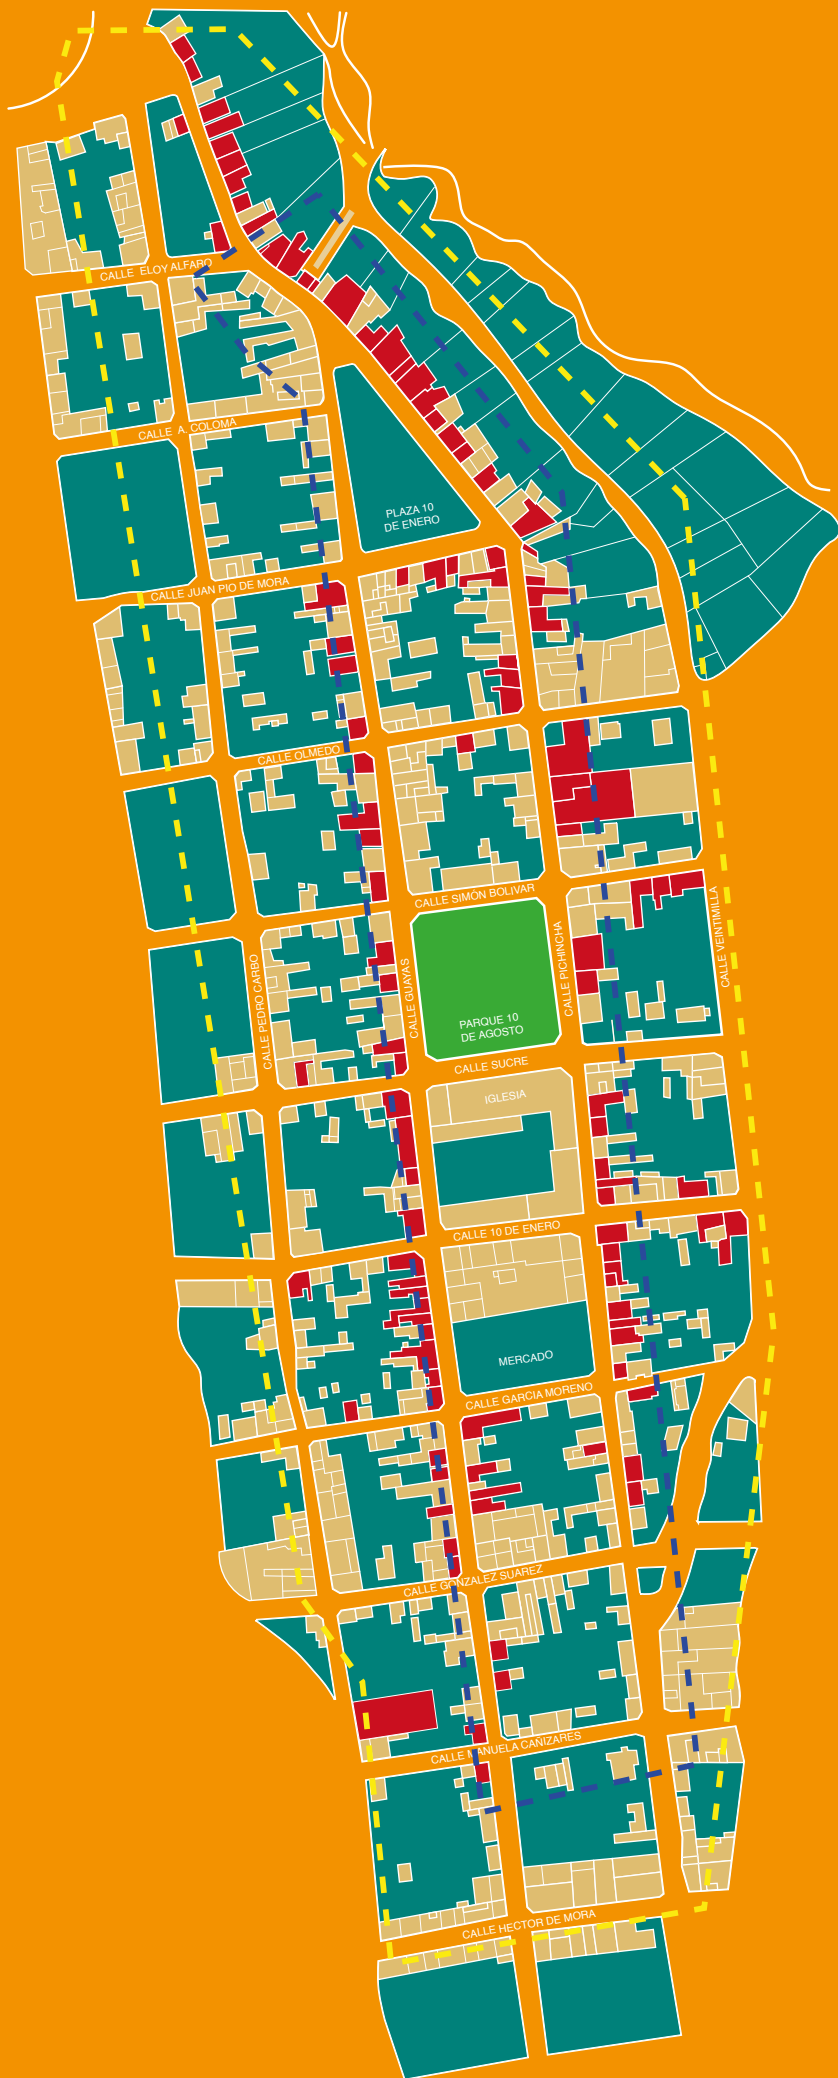 CALLE ELOY ALFARO
CALLE A. COLOMA
PLAZA 10
DE ENERO
CALLE JUAN PIO DE MORA
CALLE OLMEDO
CALLE SIMÓN BOLIVAR
CALLE VEINTIMILLA
CALLE PICHINCHA
CALLE GUAYAS
CALLE PEDRO CARBO
PARQUE 10
DE AGOSTO
CALLE SUCRE
IGLESIA
CALLE 10 DE ENERO
MERCADO
CALLE GARCIA MORENO
CALLE GONZALEZ SUAREZ
CALLE MANUELA CAÑIZARES
CALLE HECTOR DE MORA